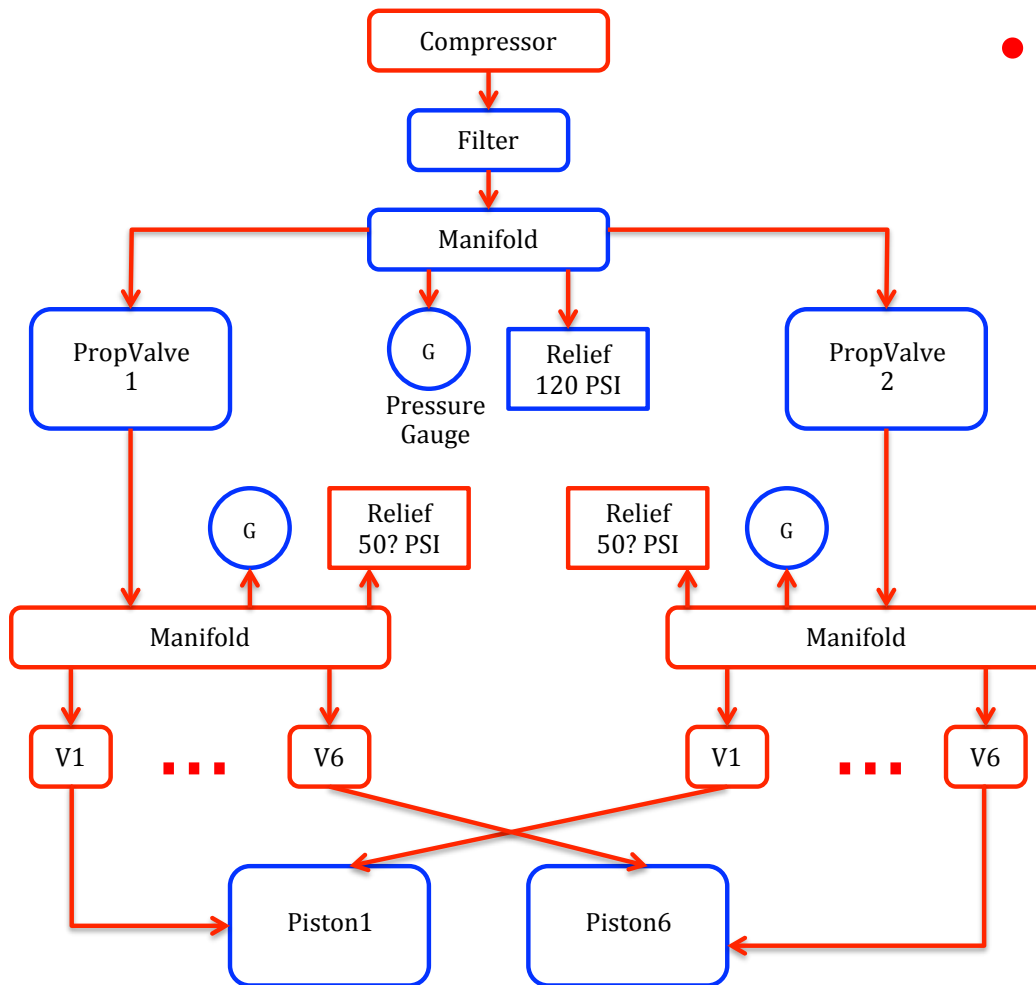 Compressor
Filter
Manifold
PropValve
1
G
Pressure
Gauge
Relief
120 PSI
PropValve
2
G
Relief
50? PSI
Relief
50? PSI
G
Manifold
Manifold
V1
...
V6
V1
...
V6
Piston1
Piston6